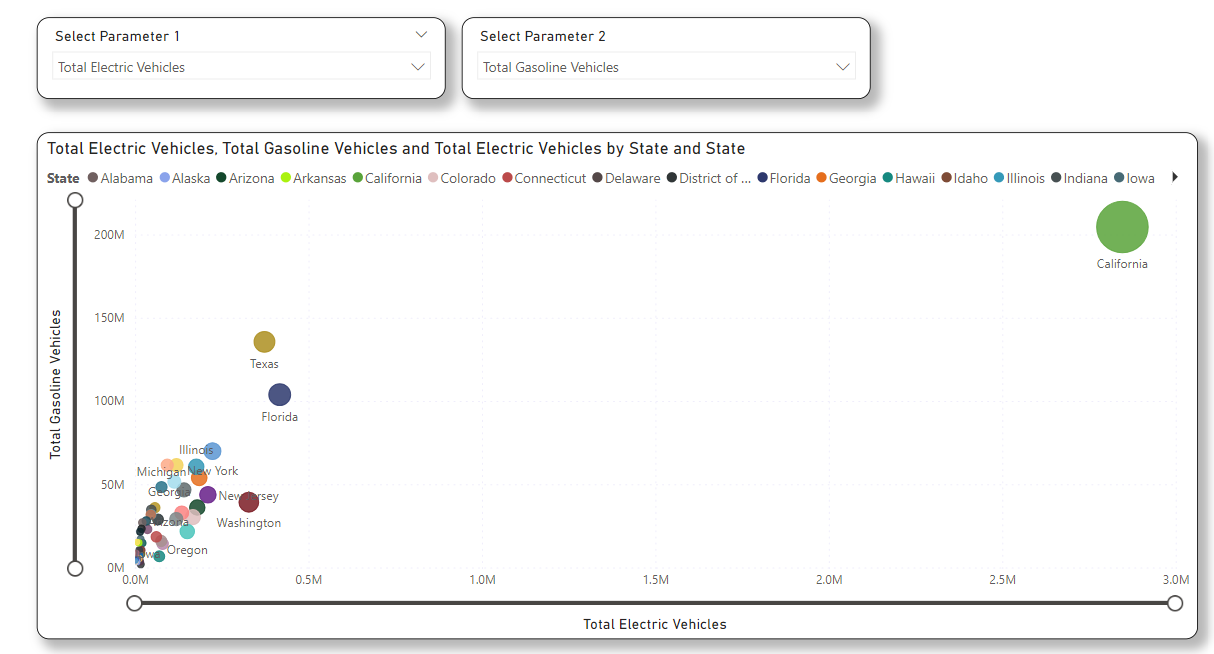 Select Parameter 1
Select Parameter 2
Total Electric Vehicles
Total Gasoline Vehicles
Total Electric Vehicles, Total Gasoline Vehicles and Total Electric Vehicles by State and State
State Alabama Alaska Arizona Arkansas California Colorado Connecticut Delaware District of ... Florida Georgia Hawaii Idaho Illinois Indiana Iowa
Total Gasoline Vehicles
200M
California
150M
Texas
100M
Florida
Illinois
Michigan
New York
50M
Georgia
New Jersey
Arizona
Washington
Oregon
Iowa
0M
0.0M 0.5M 1.0M 1.5M 2.0M 2.5M 3.0M
Total Electric Vehicles